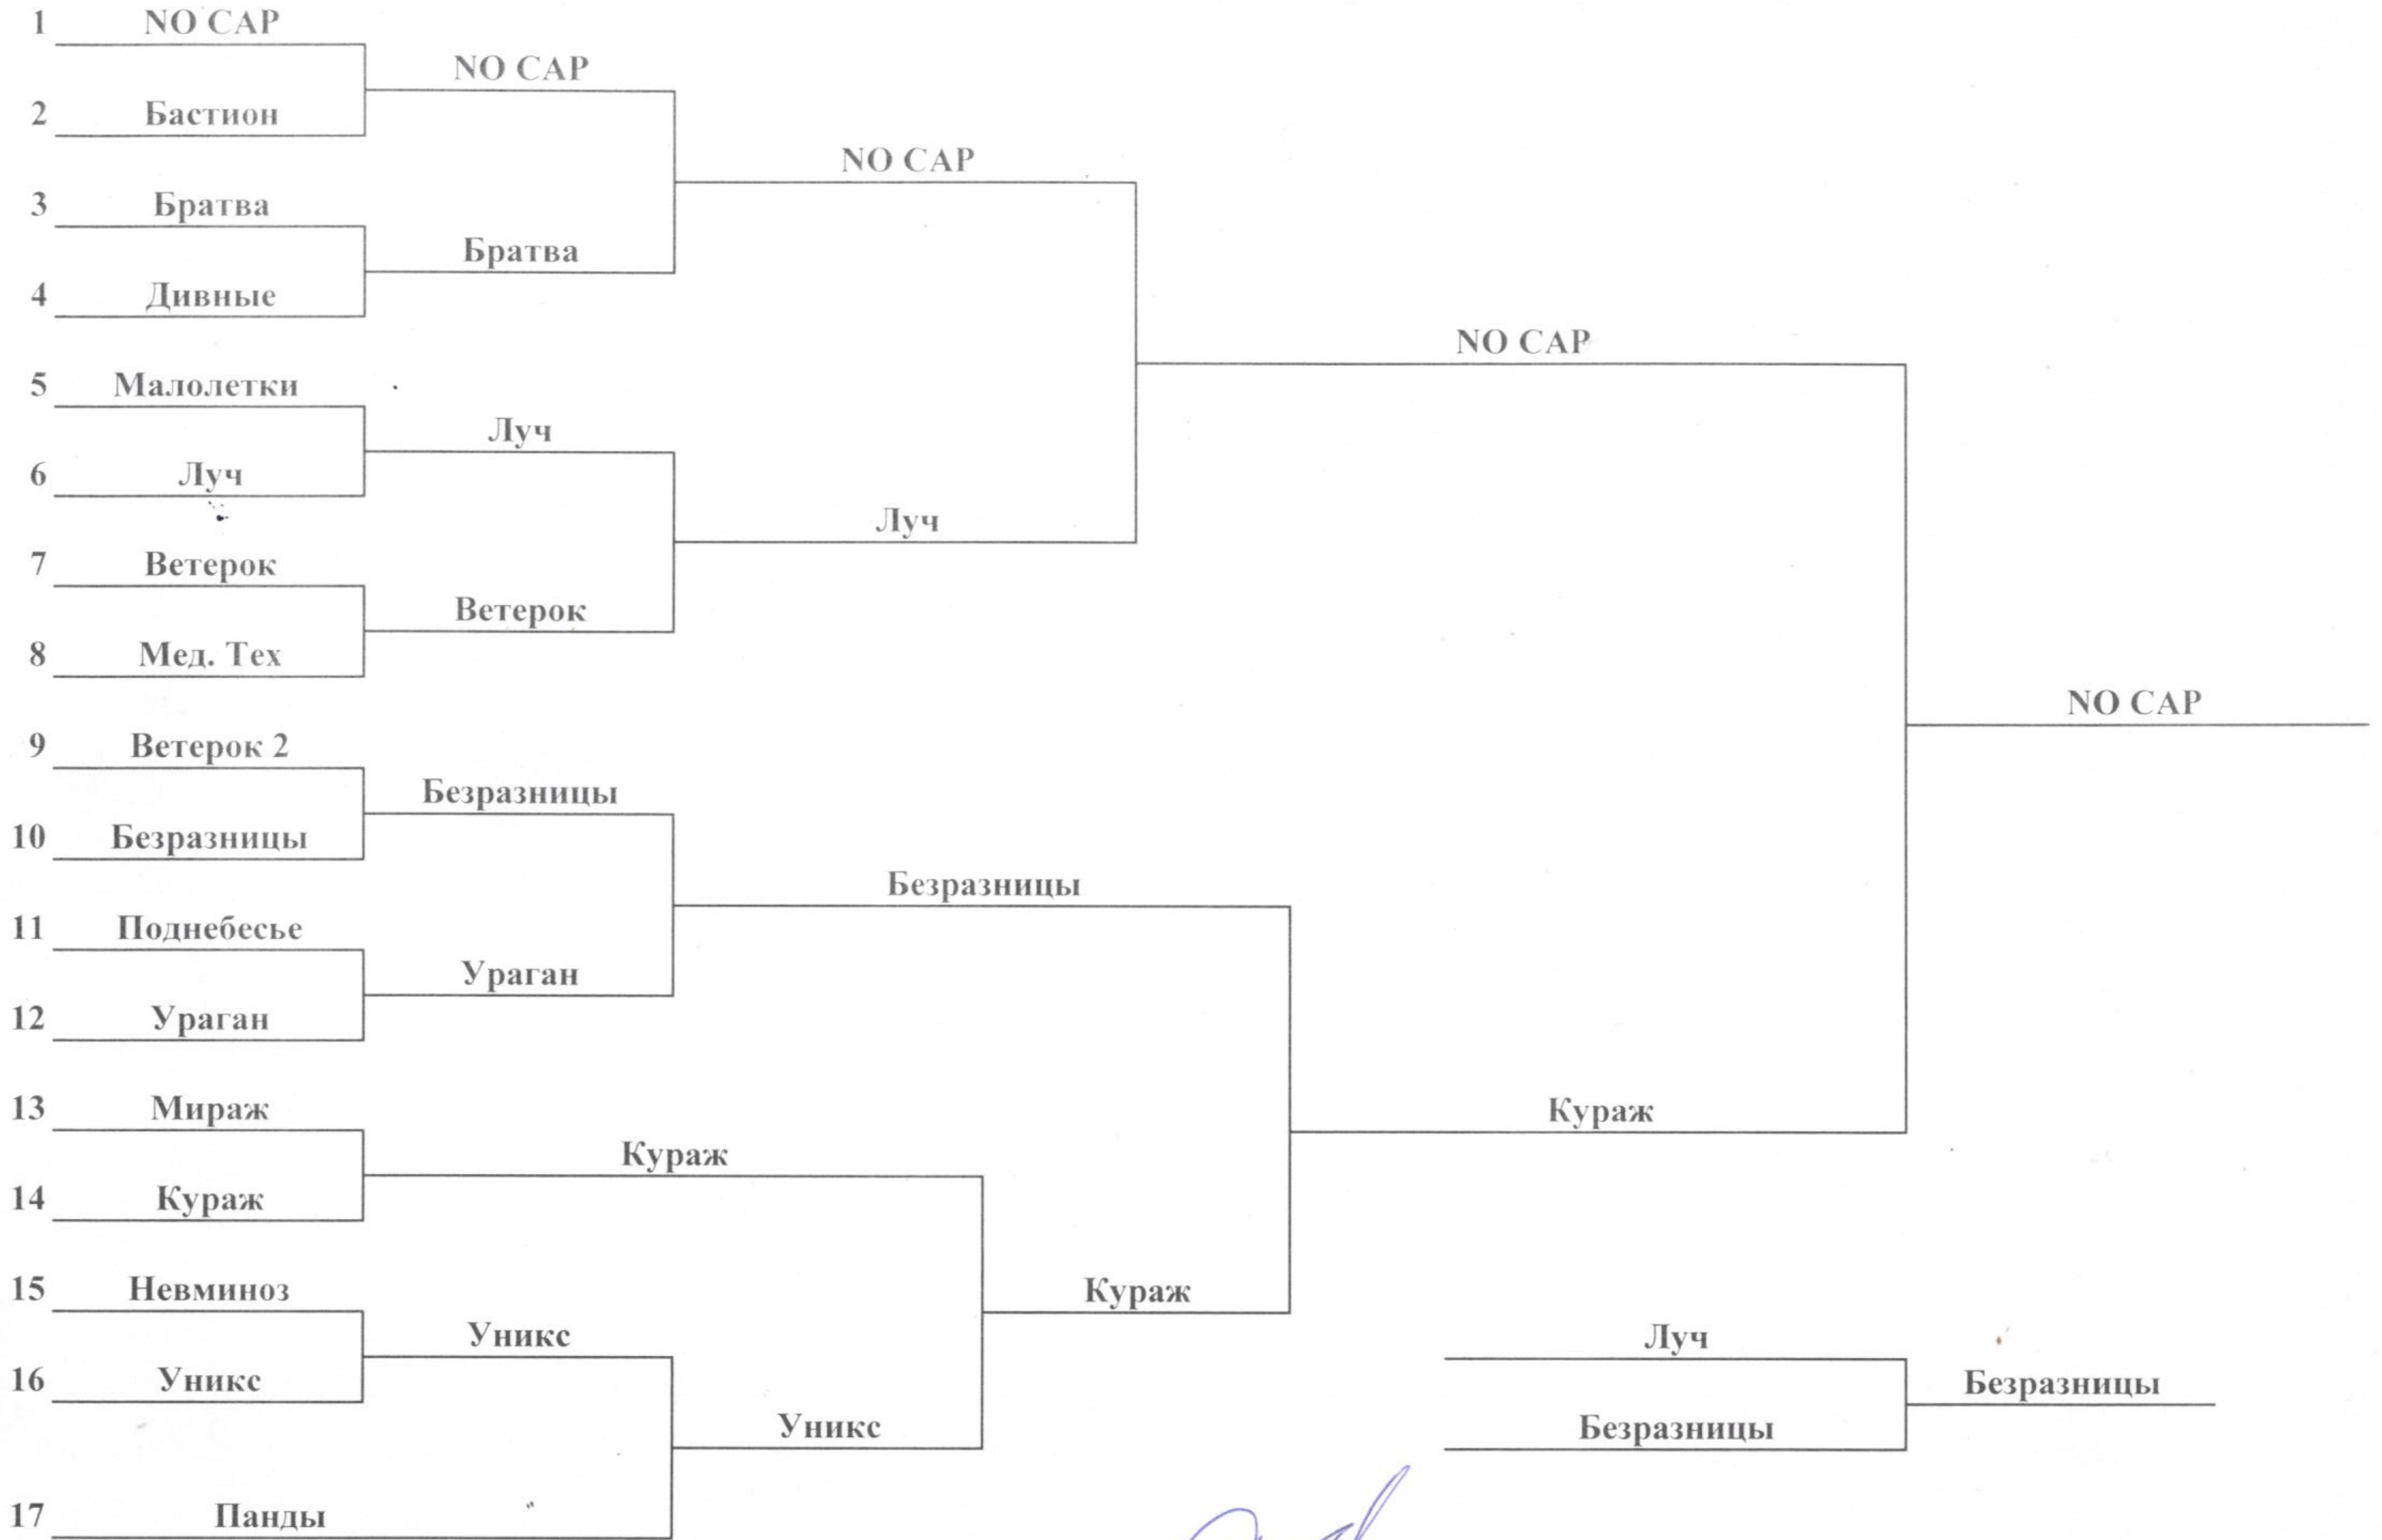 1 NO CAP
NO CAP
2 Бастион
NO CAP
3 Братва
Братва
4 Дивные
NO CAP
5 Малолетки
Луч
6 Луч
Луч
7 Ветерок
Ветерок
8 Мед. Тех
NO CAP
9 Ветерок 2
Безразницы
10 Безразницы
Безразницы
11 Поднебесье
Ураган
12 Ураган
13 Мираж
Кураж
Кураж
14 Кураж
15 Невминоз
Кураж
Уникс
Луч
16 Уникс
Безразницы
Уникс
Безразницы
17 Панды